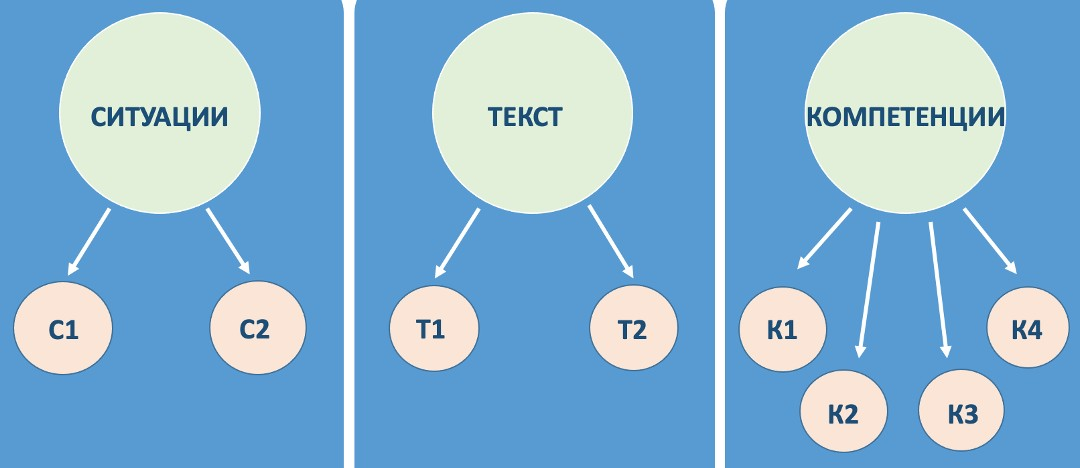 СИТУАЦИИ
С1
С2
ТЕКСТ
Т1
Т2
КОМПЕТЕНЦИИ
К1
К2
К3
К4